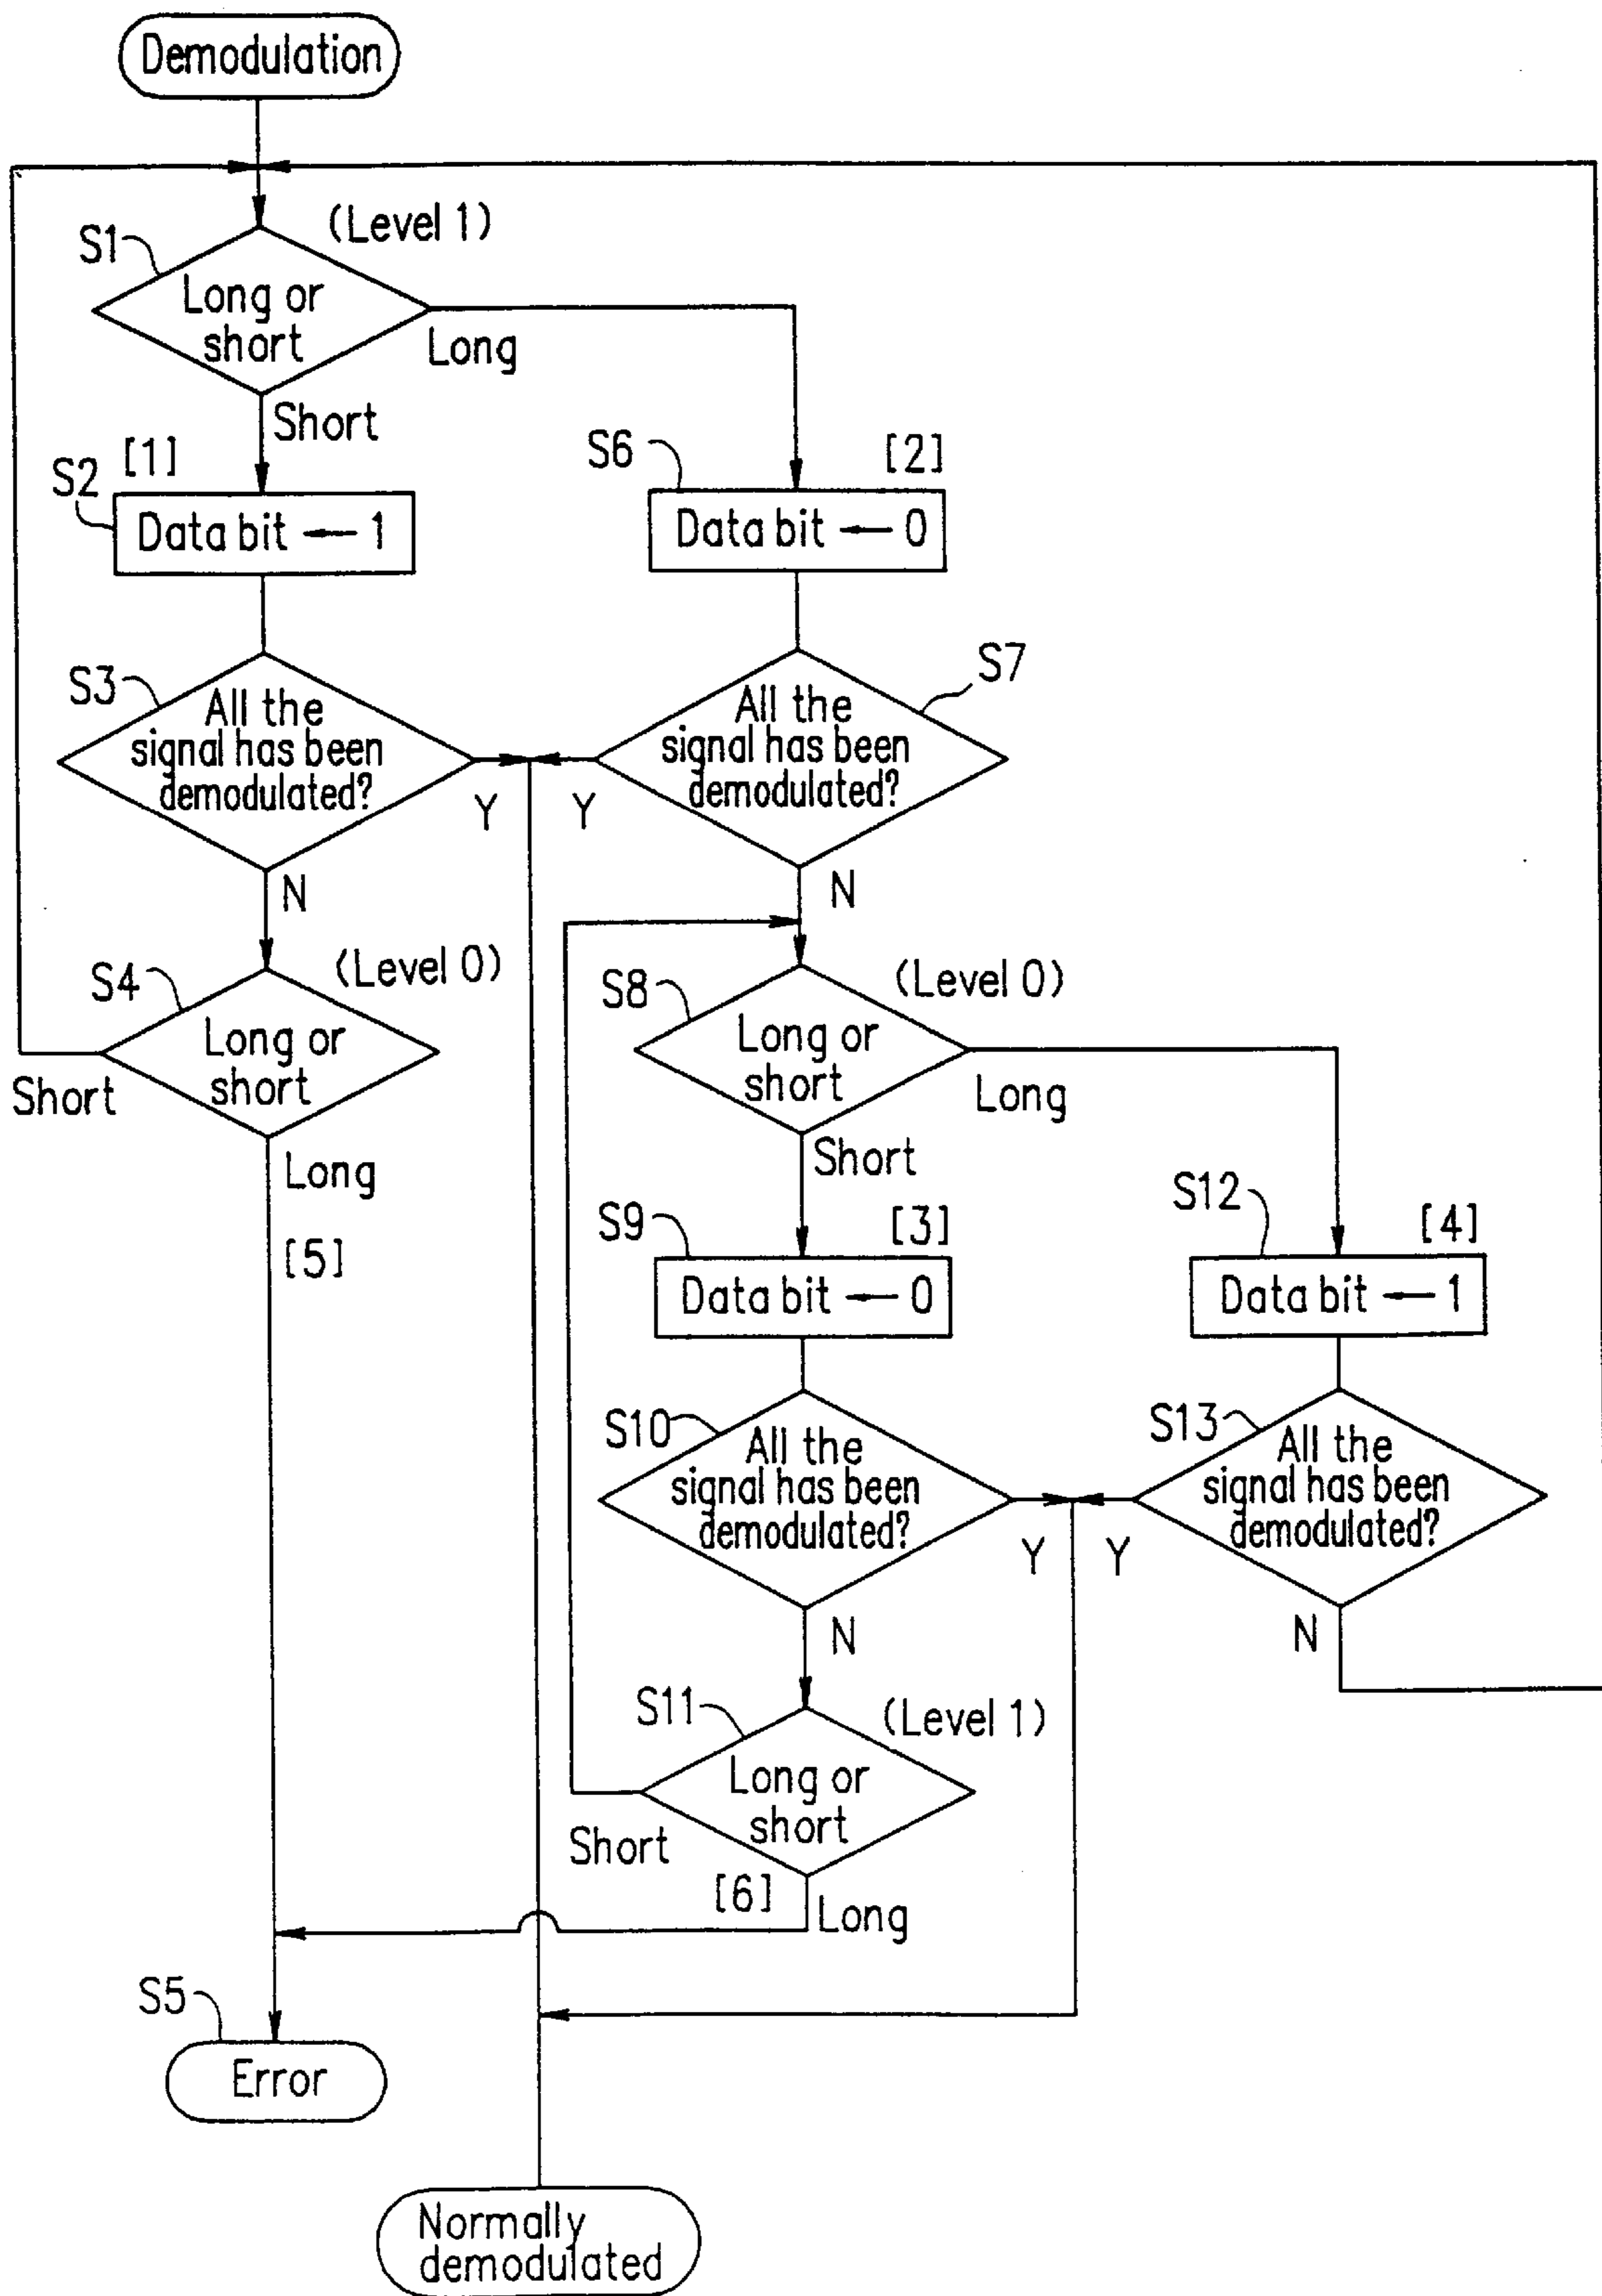 Demodulation
(Level 1)
S1
Long or
short
Long
Short
[1]
S2
Data bit ← 1
S6
[2]
Data bit ← 0
S3
All the
signal has been
demodulated?
Y
N
S7
All the
signal has been
demodulated?
Y
N
S4
(Level 0)
Long or
short
Short
Long
[5]
S8
(Level 0)
Long or
short
Long
Short
S9
[3]
Data bit ← 0
S12
[4]
Data bit ← 1
S10
All the
signal has been
demodulated?
Y
N
S13
All the
signal has been
demodulated?
Y
N
S11
(Level 1)
Long or
short
Short
[6]
Long
S5
Error
Normally
demodulated